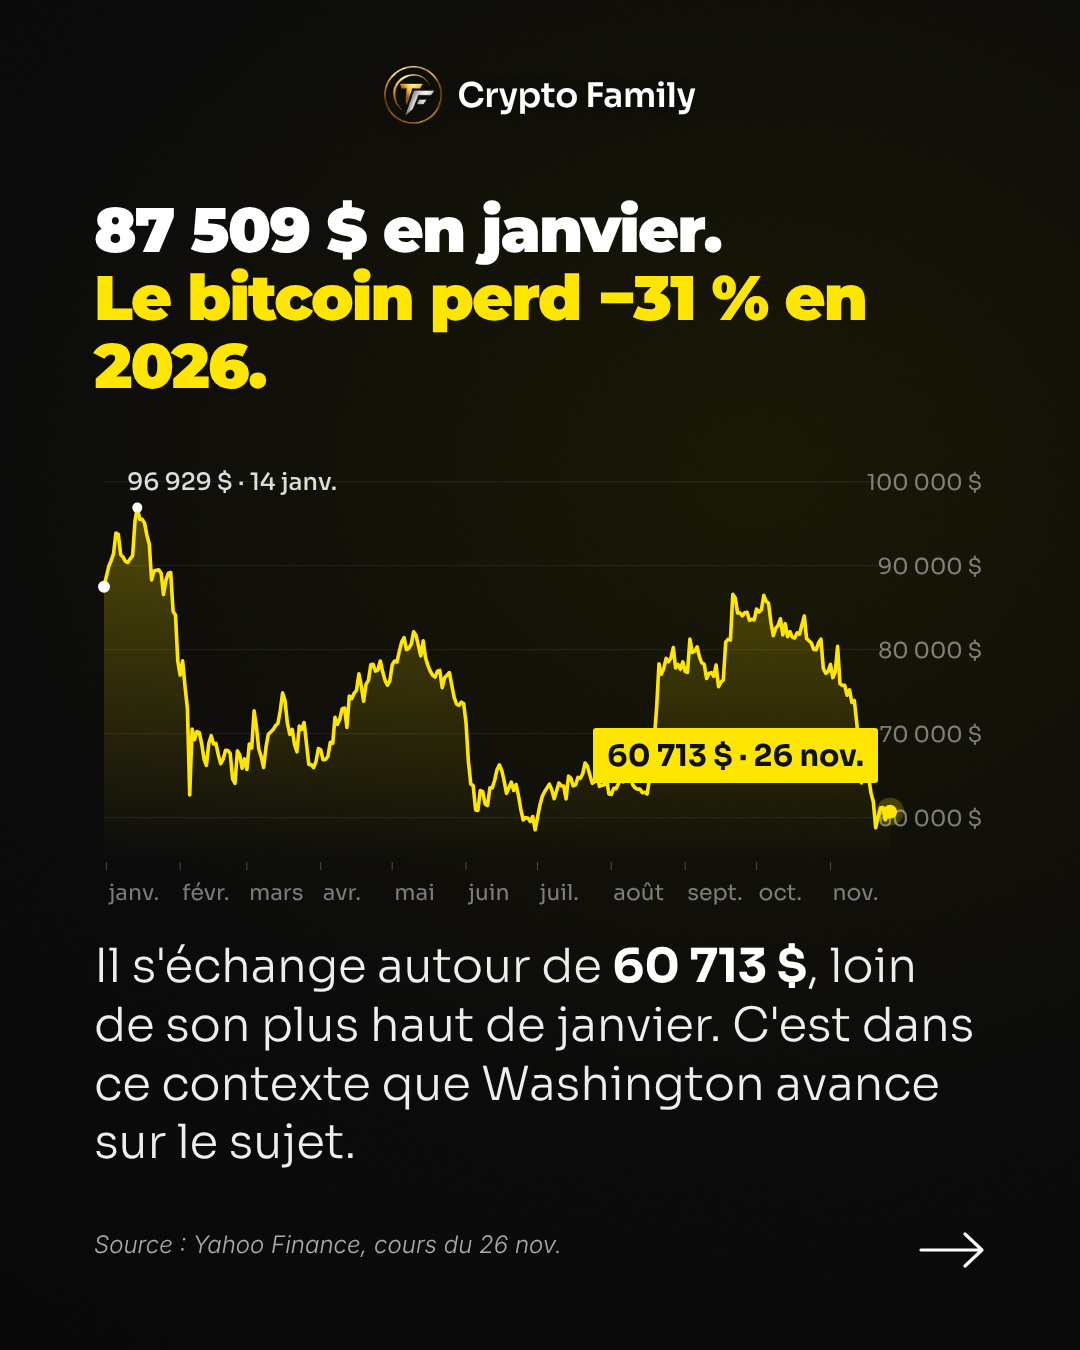 Crypto Family
87 509 $ en janvier.
Le bitcoin perd −31 % en
2026.
96 929 $ · 14 janv.
100 000 $
90 000 $
80 000 $
70 000 $
60 713 $ · 26 nov.
60 000 $
janv. févr. mars avr. mai juin juil. août sept. oct. nov.
Il s'échange autour de 60 713 $, loin
de son plus haut de janvier. C'est dans
ce contexte que Washington avance
sur le sujet.
Source : Yahoo Finance, cours du 26 nov.